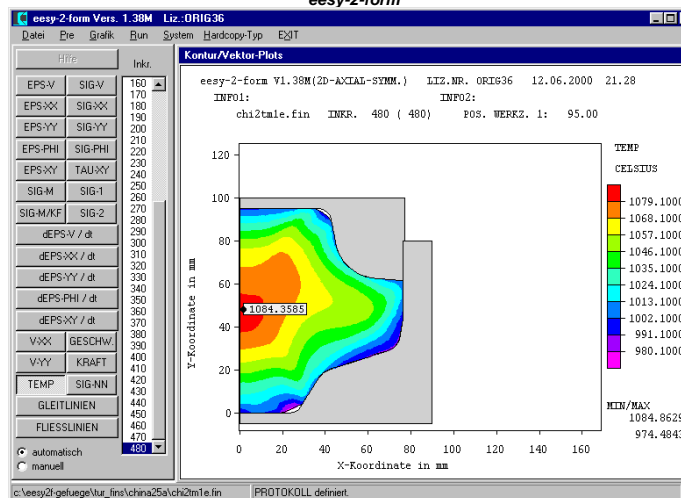 eesy-2-form
eesy-2-form Vers. 1.38M Liz.:ORIG36
Datei Pre Grafik Run System Hardcopy-Typ EXIT
Hilfe
Inkr.
EPS-V SIG-V
EPS-XX SIG-XX
EPS-YY SIG-YY
EPS-PHI SIG-PHI
EPS-XY TAU-XY
SIG-M SIG-1
SIG-M/KF SIG-2
dEPS-V / dt
dEPS-XX / dt
dEPS-YY / dt
dEPS-PHI / dt
dEPS-XY / dt
V-XX GESCHW.
V-YY KRAFT
TEMP SIG-NN
GLEITLINIEN
FLIESSLINIEN
automatisch
manuell
160
170
180
190
200
210
220
230
240
250
260
270
280
290
300
310
320
330
340
350
360
370
380
390
400
410
420
430
440
450
460
470
480
Kontur/Vektor-Plots
eesy-2-form V1.38M(2D-AXIAL-SYMM.) LIZ.NR. ORIG36 12.06.2000 21.28
INFO1: INFO2:
chi2tm1e.fin INKR. 480 ( 480) POS. WERKZ. 1: 95.00
TEMP
CELSIUS
1079.1000
1068.1000
1057.1000
1046.1000
1035.1000
1024.1000
1013.1000
1002.1000
991.1000
980.1000
MIN/MAX
1084.8629
974.4843
120
100
80
60
40
20
0
Y-Koordinate in mm
1084.3585
0 20 40 60 80 100 120 140 160
X-Koordinate in mm
c:\eesy2f-gefuege\tur_fins\china25a\chi2tm1e.fin PROTOKOLL definiert.